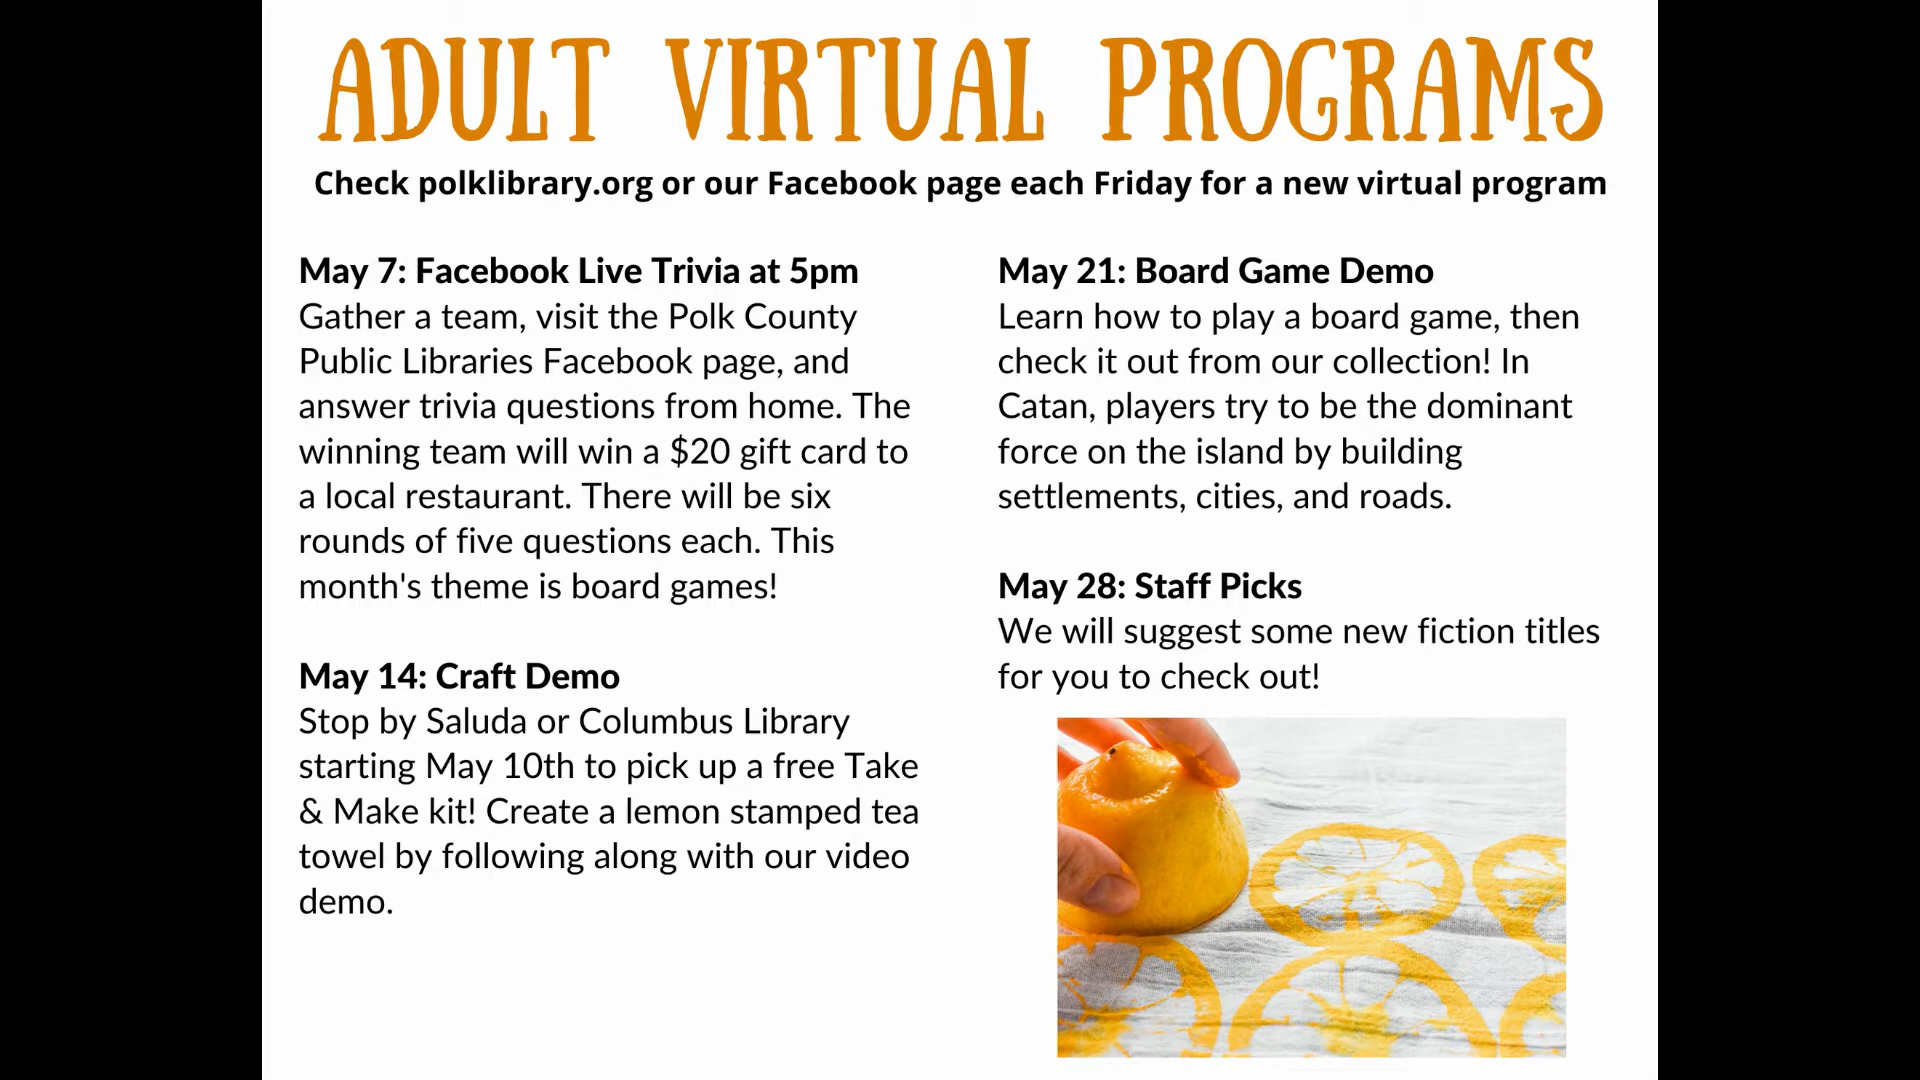 ADULT VIRTUAL PROGRAMS
Check polklibrary.org or our Facebook page each Friday for a new virtual program
May 7: Facebook Live Trivia at 5pm
Gather a team, visit the Polk County
Public Libraries Facebook page, and
answer trivia questions from home. The
winning team will win a $20 gift card to
a local restaurant. There will be six
rounds of five questions each. This
month's theme is board games!
May 14: Craft Demo
Stop by Saluda or Columbus Library
starting May 10th to pick up a free Take
& Make kit! Create a lemon stamped tea
towel by following along with our video
demo.
May 21: Board Game Demo
Learn how to play a board game, then
check it out from our collection! In
Catan, players try to be the dominant
force on the island by building
settlements, cities, and roads.
May 28: Staff Picks
We will suggest some new fiction titles
for you to check out!